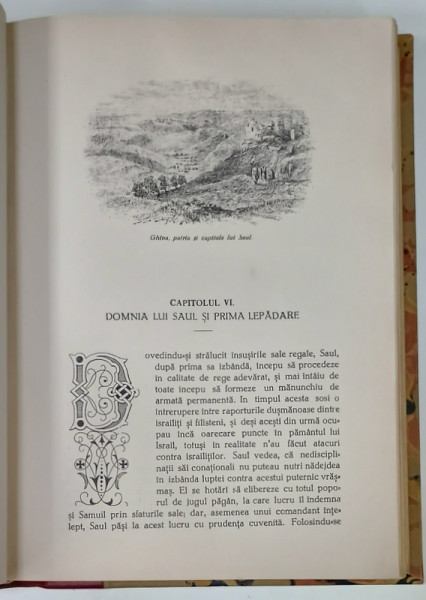 Ghiva, patria și capitala lui Saul.
CAPITOLUL VI.
DOMNIA LUI SAUL ȘI PRIMA LEPĂDARE
Dovedindu-și strălucit însușirile sale regale, Saul,
după prima sa izbândă, începu să procedeze
în calitate de rege adevărat, și mai întâiu de
toate începu să formeze un mănunchiu de
armată permanentă. În timpul acesta sosi o
întrerupere între raporturile dușmănoase dintre
israiliți și filisteni, și deși acești din urmă ocu-
pau încă oarecare puncte în pământul lui
Israil, totuși în realitate n'au făcut atacuri
contra israiliților. Saul vedea, că nediscipli-
nații săi conaționali nu puteau nutri nădejdea
în izbânda luptei contra acestui puternic vrăș-
maș. El se hotărî să elibereze cu totul popo-
rul de jugul păgân, la care lucru îl îndemna
și Samuil prin sfaturile sale; dar, asemenea unui comandant înțe-
lept, Saul păși la acest lucru cu prudența cuvenită. Folosindu-se